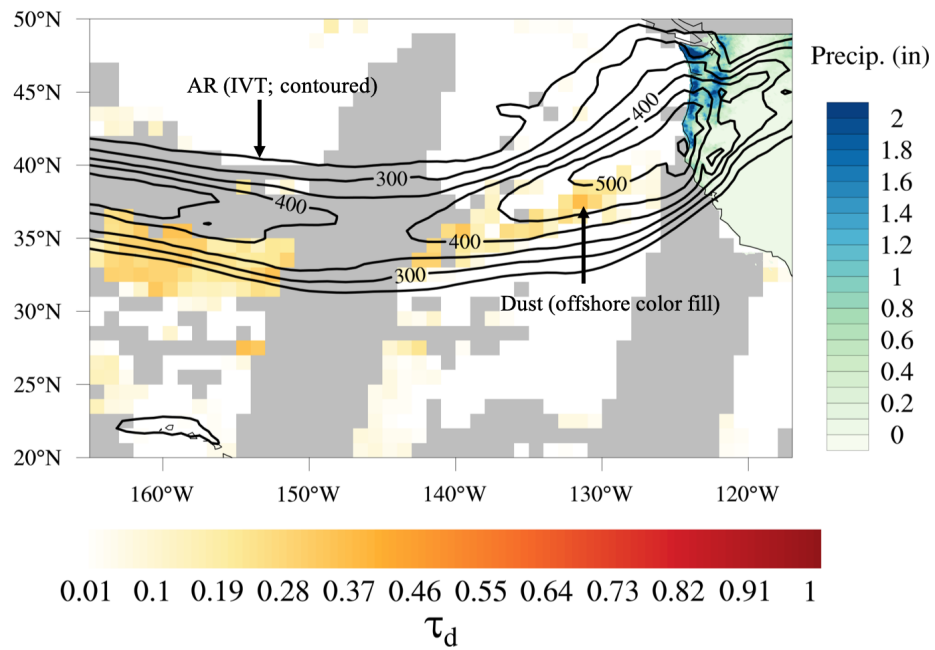 50°N
45°N
40°N
35°N
30°N
25°N
20°N
160°W
150°W
140°W
130°W
120°W
AR (IVT; contoured)
300
400
400
500
400
300
Dust (offshore color fill)
Precip. (in)
2
1.8
1.6
1.4
1.2
1
0.8
0.6
0.4
0.2
0
0.01 0.1 0.19 0.28 0.37 0.46 0.55 0.64 0.73 0.82 0.91 1
τd